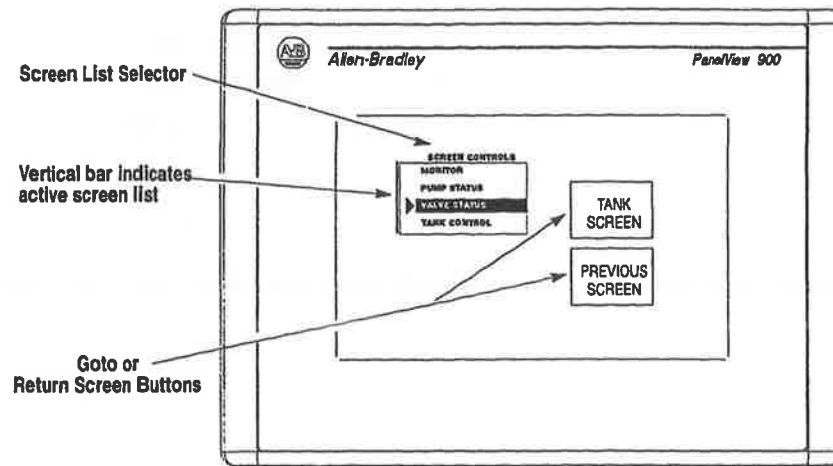 A-B
Allen-Bradley
PanelView 900
Screen List Selector
SCREEN CONTROLS
MONITOR
PUMP STATUS
VALVE STATUS
TANK CONTROL
Vertical bar indicates
active screen list
TANK
SCREEN
PREVIOUS
SCREEN
Goto or
Return Screen Buttons